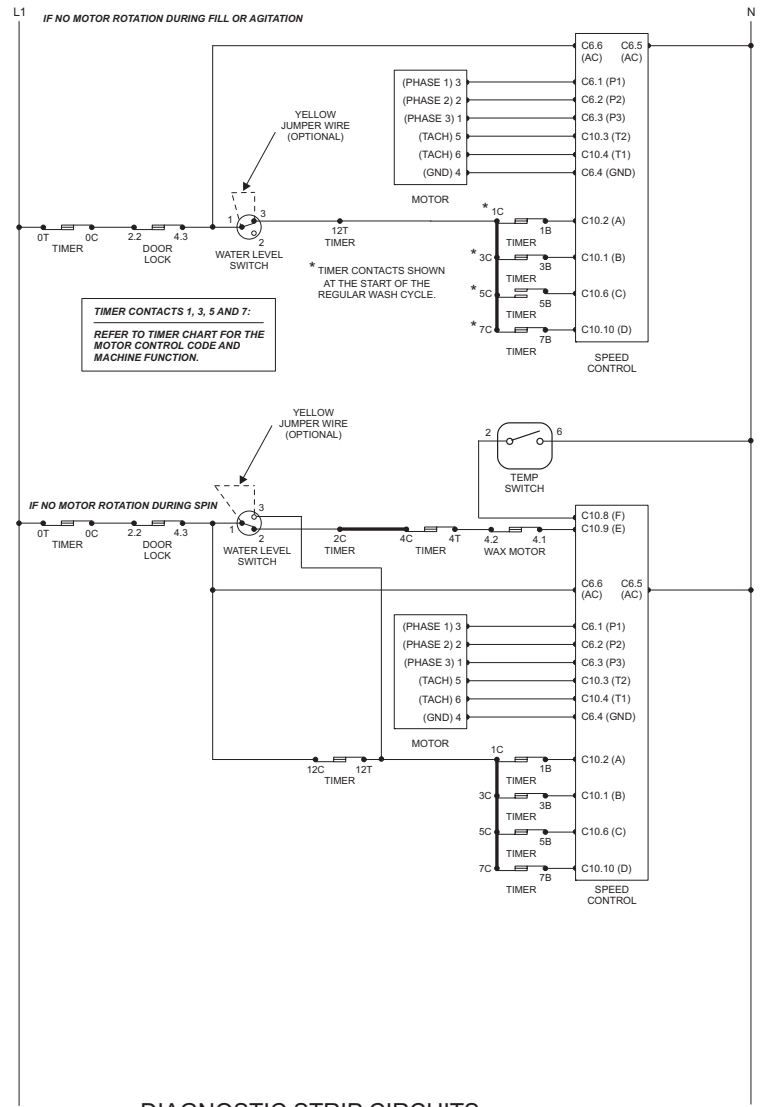 L1
N
IF NO MOTOR ROTATION DURING FILL OR AGITATION
C6.6 C6.5
(AC) (AC)
(PHASE 1) 3
C6.1 (P1)
(PHASE 2) 2
C6.2 (P2)
(PHASE 3) 1
C6.3 (P3)
(TACH) 5
C10.3 (T2)
(TACH) 6
C10.4 (T1)
(GND) 4
C6.4 (GND)
MOTOR
YELLOW
JUMPER WIRE
(OPTIONAL)
0T
0C
TIMER
2.2
4.3
DOOR
LOCK
1
3
2
WATER LEVEL
SWITCH
12T
TIMER
* TIMER CONTACTS SHOWN
AT THE START OF THE
REGULAR WASH CYCLE.
* 1C
1B
TIMER
C10.2 (A)
* 3C
3B
TIMER
C10.1 (B)
* 5C
5B
TIMER
C10.6 (C)
* 7C
7B
TIMER
C10.10 (D)
SPEED
CONTROL
TIMER CONTACTS 1, 3, 5 AND 7:
REFER TO TIMER CHART FOR THE
MOTOR CONTROL CODE AND
MACHINE FUNCTION.
YELLOW
JUMPER WIRE
(OPTIONAL)
2
6
TEMP
SWITCH
IF NO MOTOR ROTATION DURING SPIN
0T
0C
TIMER
2.2
4.3
DOOR
LOCK
1
3
2
WATER LEVEL
SWITCH
2C
TIMER
4C
4T
TIMER
4.2
4.1
WAX MOTOR
C10.8 (F)
C10.9 (E)
C6.6 C6.5
(AC) (AC)
(PHASE 1) 3
C6.1 (P1)
(PHASE 2) 2
C6.2 (P2)
(PHASE 3) 1
C6.3 (P3)
(TACH) 5
C10.3 (T2)
(TACH) 6
C10.4 (T1)
(GND) 4
C6.4 (GND)
MOTOR
12C
12T
TIMER
1C
1B
TIMER
C10.2 (A)
3C
3B
TIMER
C10.1 (B)
5C
5B
TIMER
C10.6 (C)
7C
7B
TIMER
C10.10 (D)
SPEED
CONTROL
DIAGNOSTIC STRIP CIRCUITS